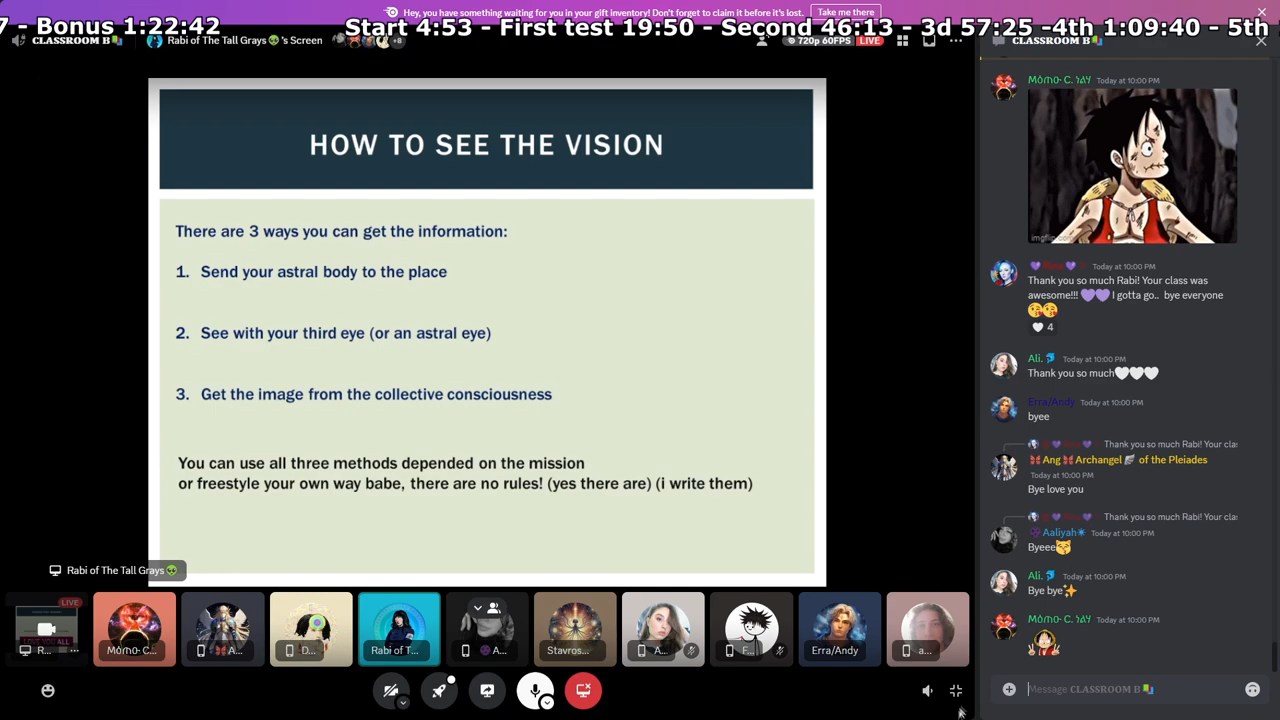 Hey, you have something waiting for you in your gift inventory! Don't forget to claim it before it's lost.
Take me there
7 - Bonus 1:22:42
Start 4:53 - First test 19:50 - Second 46:13 - 3d 57:25 -4th 1:09:40 - 5th
CLASSROOM B
Rabi of The Tall Grays 's Screen
+8
720p 60FPS
LIVE
CLASSROOM B
HOW TO SEE THE VISION
There are 3 ways you can get the information:
1. Send your astral body to the place
2. See with your third eye (or an astral eye)
3. Get the image from the collective consciousness
You can use all three methods depended on the mission
or freestyle your own way babe, there are no rules! (yes there are) (i write them)
Rabi of The Tall Grays
LIVE
LOVE YOU ALL
R...
A...
D...
Rabi of T...
A...
Stavros...
A...
F...
Erra/Andy
a...
Today at 10:00 PM
imgflip.com
Today at 10:00 PM
Thank you so much Rabi! Your class was
awesome!!! 💜💜 I gotta go.. bye everyone
😘😘
🤍 4
Ali. Today at 10:00 PM
Thank you so much🤍🤍🤍
Erra/Andy Today at 10:00 PM
byee
Thank you so much Rabi! Your clas
Ang Archangel of the Pleiades
Today at 10:00 PM
Bye love you
Thank you so much Rabi! Your clas
Aaliyah Today at 10:00 PM
Byeee😽
Ali. Today at 10:00 PM
Bye bye✨
Today at 10:00 PM
Message CLASSROOM B